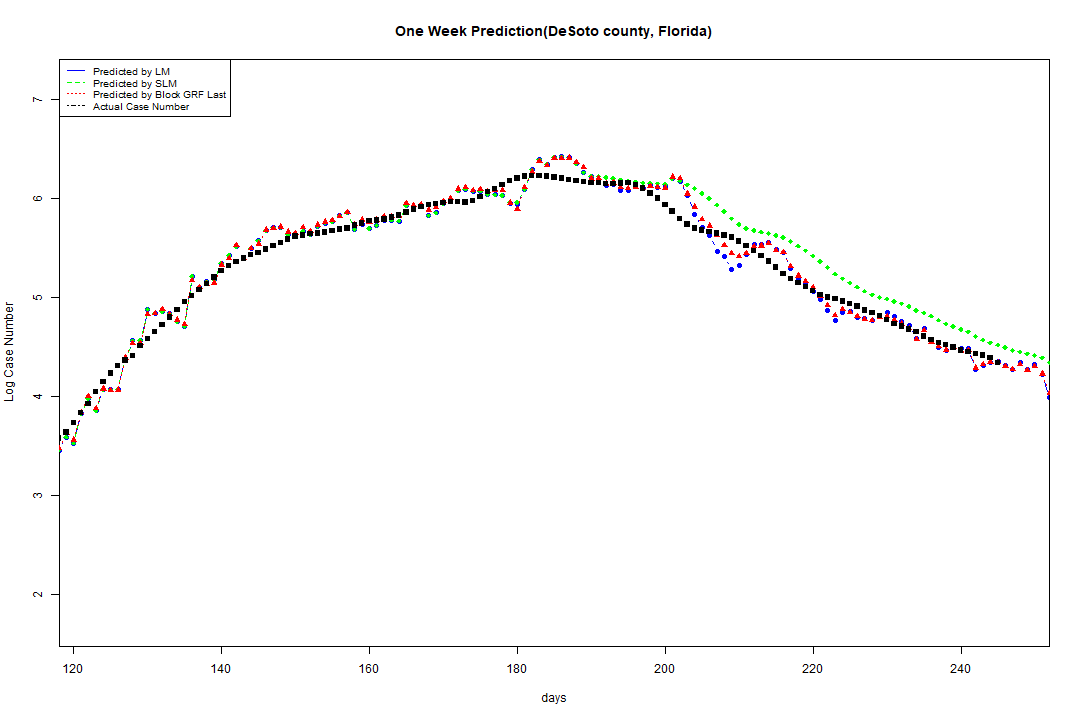 One Week Prediction(DeSoto county, Florida)
Predicted by LM
Predicted by SLM
Predicted by Block GRF Last
Actual Case Number
7
6
5
4
3
2
Log Case Number
120 140 160 180 200 220 240
days